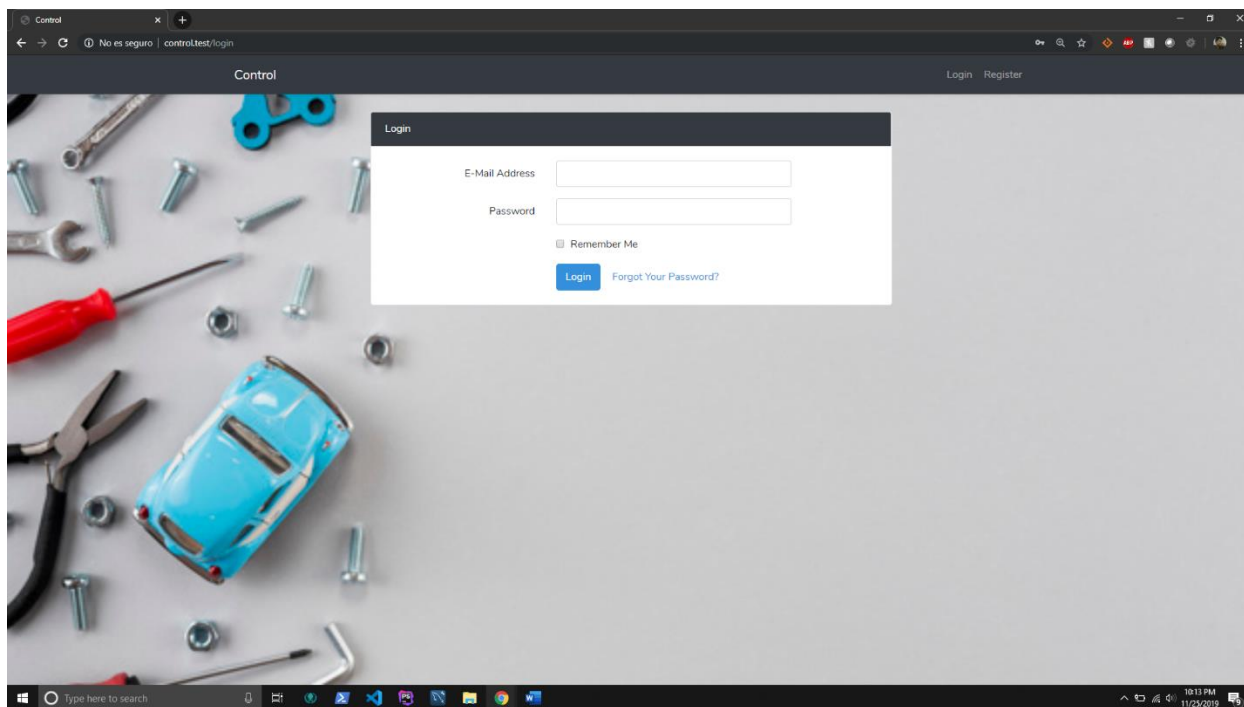 Control
No es seguro | control.test/login
ABP
Control
Login Register
Login
E-Mail Address
Password
Remember Me
Login Forgot Your Password?
Type here to search
10:13 PM
11/25/2019